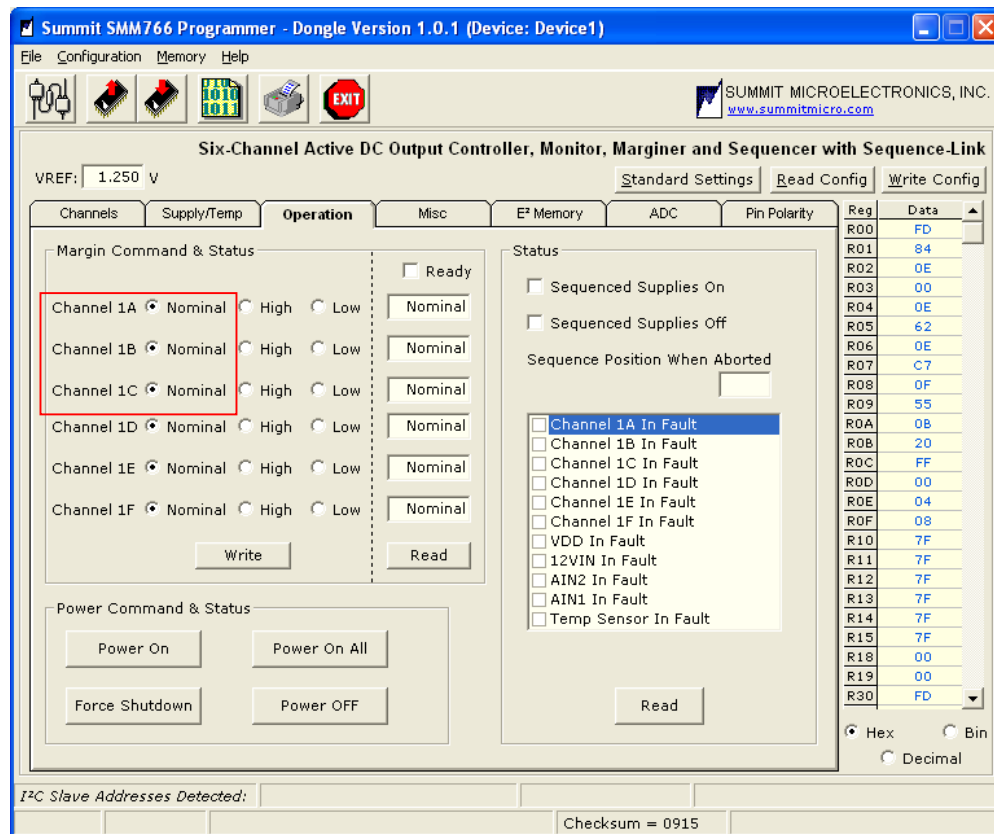 Summit SMM766 Programmer - Dongle Version 1.0.1 (Device: Device1)
File Configuration Memory Help
1010
1011
EXIT
SUMMIT MICROELECTRONICS, INC.
www.summitmicro.com
Six-Channel Active DC Output Controller, Monitor, Marginer and Sequencer with Sequence-Link
VREF: 1.250 V
Standard Settings Read Config Write Config
Channels Supply/Temp Operation Misc E² Memory ADC Pin Polarity
Margin Command & Status
Ready
Channel 1A Nominal High Low Nominal
Channel 1B Nominal High Low Nominal
Channel 1C Nominal High Low Nominal
Channel 1D Nominal High Low Nominal
Channel 1E Nominal High Low Nominal
Channel 1F Nominal High Low Nominal
Write Read
Power Command & Status
Power On Power On All
Force Shutdown Power OFF
Status
Sequenced Supplies On
Sequenced Supplies Off
Sequence Position When Aborted
Channel 1A In Fault
Channel 1B In Fault
Channel 1C In Fault
Channel 1D In Fault
Channel 1E In Fault
Channel 1F In Fault
VDD In Fault
12VIN In Fault
AIN2 In Fault
AIN1 In Fault
Temp Sensor In Fault
Read
Reg Data
R00 FD
R01 84
R02 0E
R03 00
R04 0E
R05 62
R06 0E
R07 C7
R08 0F
R09 55
R0A 0B
R0B 20
R0C FF
R0D 00
R0E 04
R0F 08
R10 7F
R11 7F
R12 7F
R13 7F
R14 7F
R15 7F
R18 00
R19 00
R30 FD
Hex Bin
Decimal
I²C Slave Addresses Detected:
Checksum = 0915